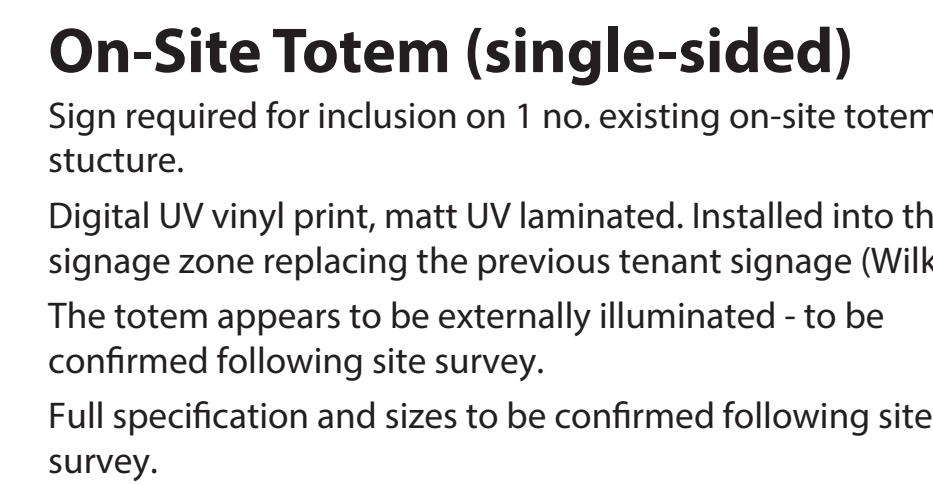 On-Site Totem (single-sided)
Sign required for inclusion on 1 no. existing on-site totem
stucture.
Digital UV vinyl print, matt UV laminated. Installed into th
signage zone replacing the previous tenant signage (Wilk
The totem appears to be externally illuminated - to be
confirmed following site survey.
Full specification and sizes to be confirmed following site
survey.